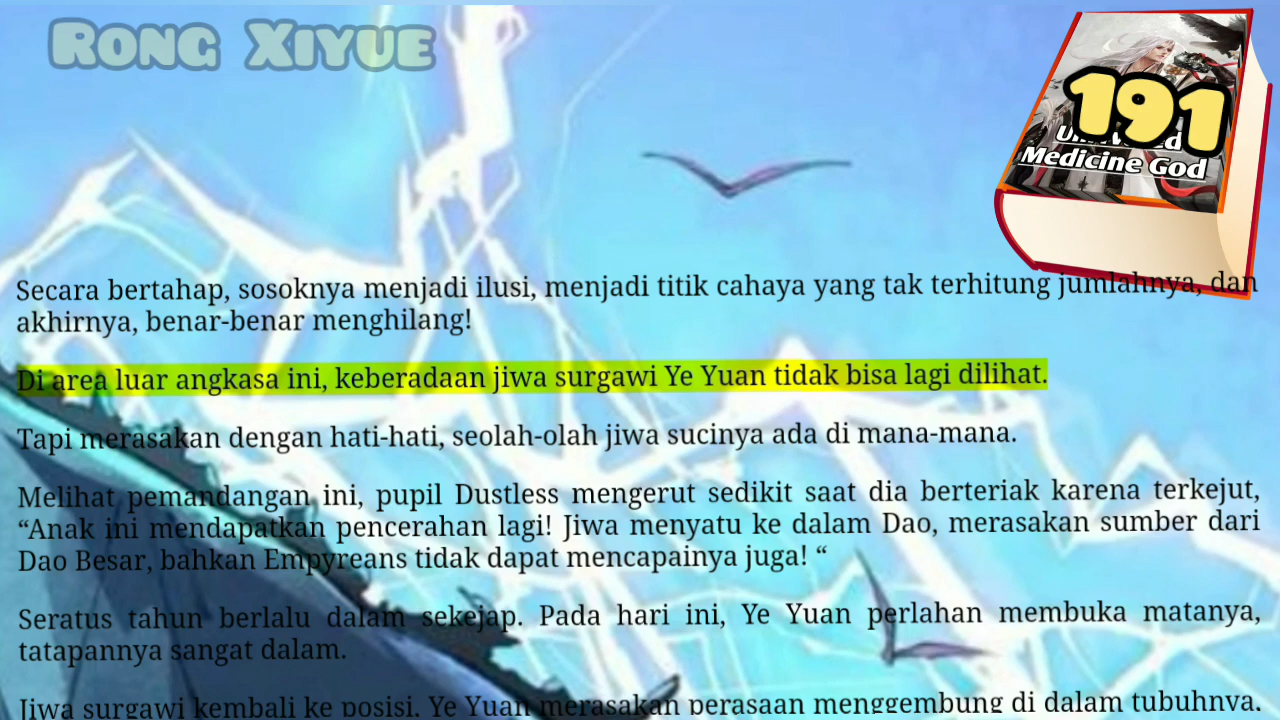 Rong Xiyue
191
Medicine God
Secara bertahap, sosoknya menjadi ilusi, menjadi titik cahaya yang tak terhitung jumlahnya, dan
akhirnya, benar-benar menghilang!
Di area luar angkasa ini, keberadaan jiwa surgawi Ye Yuan tidak bisa lagi dilihat.
Tapi merasakan dengan hati-hati, seolah-olah jiwa sucinya ada di mana-mana.
Melihat pemandangan ini, pupil Dustless mengerut sedikit saat dia berteriak karena terkejut,
“Anak ini mendapatkan pencerahan lagi! Jiwa menyatu ke dalam Dao, merasakan sumber dari
Dao Besar, bahkan Empyreans tidak dapat mencapainya juga! “
Seratus tahun berlalu dalam sekejap. Pada hari ini, Ye Yuan perlahan membuka matanya,
tatapannya sangat dalam.
Jiwa surgawi kembali ke posisi. Ye Yuan merasakan perasaan menggembung di dalam tubuhnya.